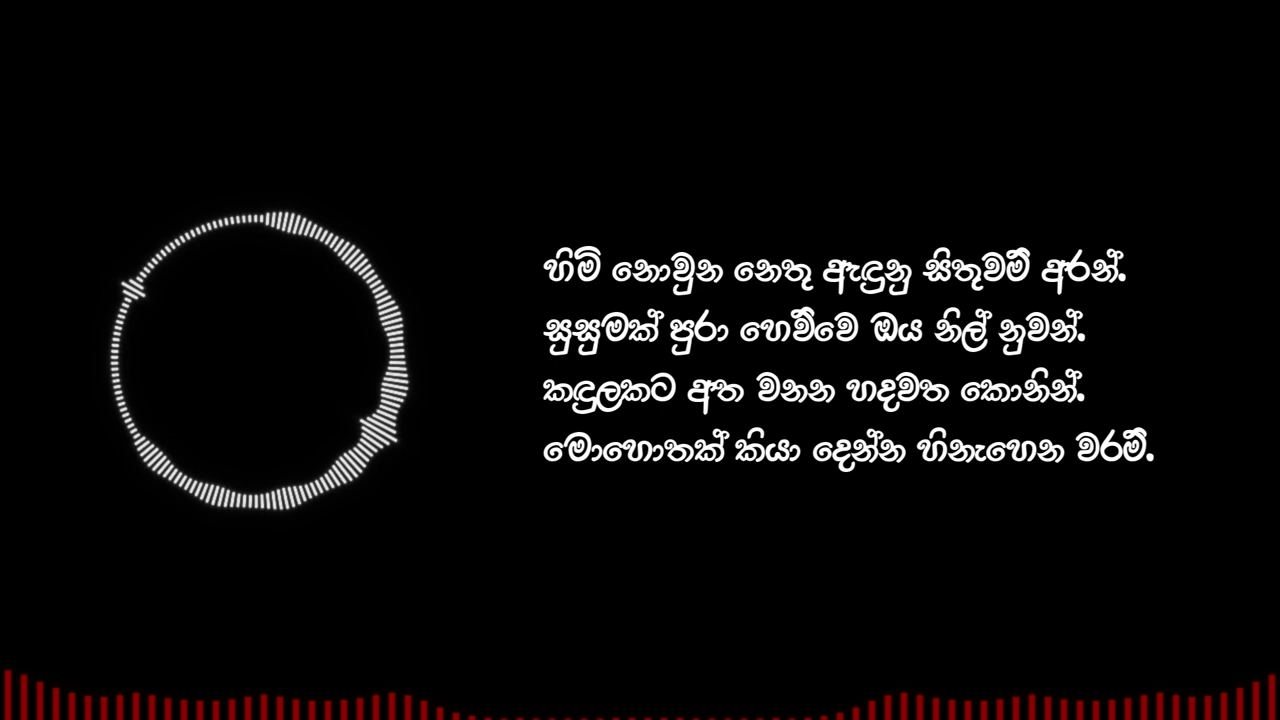 හිමි නොවුන නෙතූ ඇඳුනු සිතුවම් අරන්.
සුසුමක් පුරා හෙව්වෙ ඔය නිල් නුවන්.
කඳුලකට අත වනන හදවත කොනින්.
මොහොතක් කියා දෙන්න හිනැහෙන වරම්.